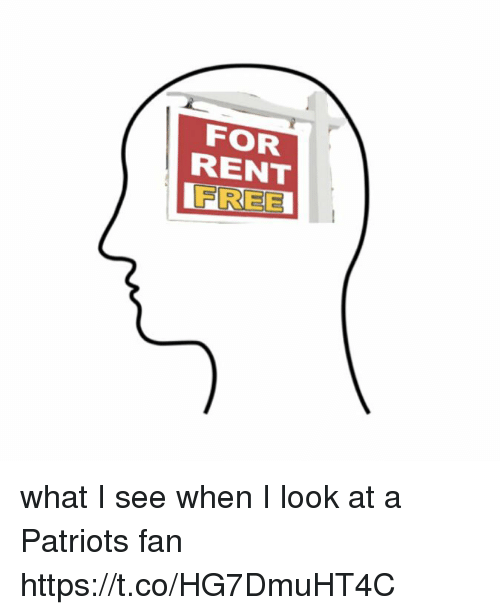 FOR
RENT
FREE
what I see when I look at a
Patriots fan
https://t.co/HG7DmuHT4C